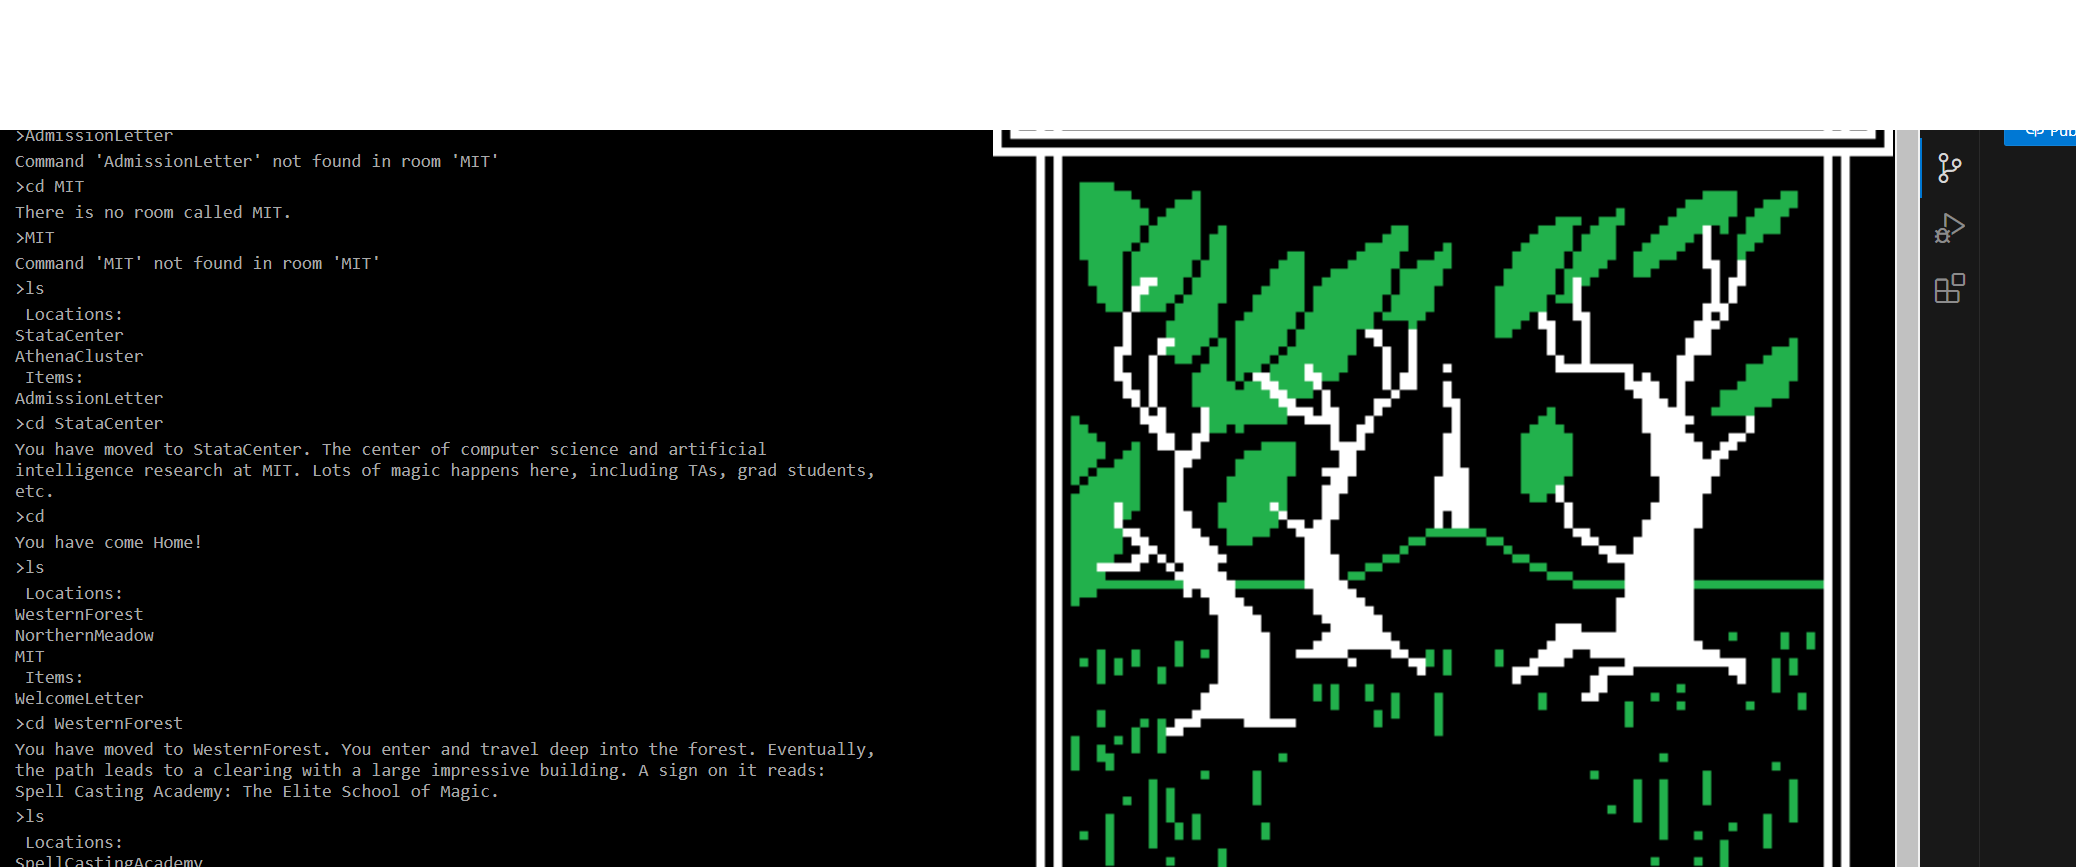 >AdmissionLetter
Command 'AdmissionLetter' not found in room 'MIT'
>cd MIT
There is no room called MIT.
>MIT
Command 'MIT' not found in room 'MIT'
>ls
Locations:
StataCenter
AthenaCluster
Items:
AdmissionLetter
>cd StataCenter
You have moved to StataCenter. The center of computer science and artificial
intelligence research at MIT. Lots of magic happens here, including TAs, grad students,
etc.
>cd
You have come Home!
>ls
Locations:
WesternForest
NorthernMeadow
MIT
Items:
WelcomeLetter
>cd WesternForest
You have moved to WesternForest. You enter and travel deep into the forest. Eventually,
the path leads to a clearing with a large impressive building. A sign on it reads:
Spell Casting Academy: The Elite School of Magic.
>ls
Locations:
SpellCastingAcademy